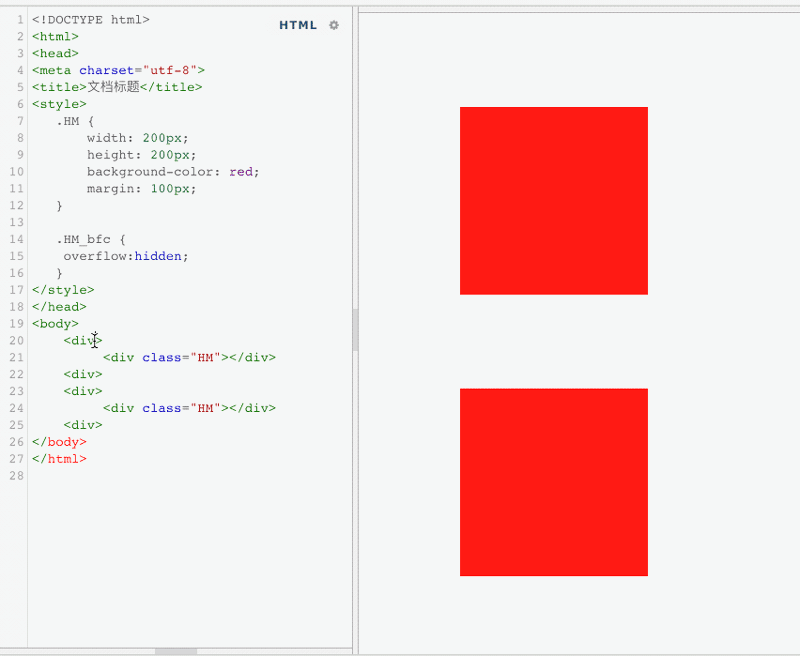 HTML
1 <!DOCTYPE html>
2 <html>
3 <head>
4 <meta charset="utf-8">
5 <title>文档标题</title>
6 <style>
7    .HM {
8        width: 200px;
9        height: 200px;
10        background-color: red;
11        margin: 100px;
12    }
13
14    .HM_bfc {
15     overflow:hidden;
16    }
17 </style>
18 </head>
19 <body>
20     <div>
21          <div class="HM"></div>
22     <div>
23     <div>
24          <div class="HM"></div>
25     <div>
26 </body>
27 </html>
28